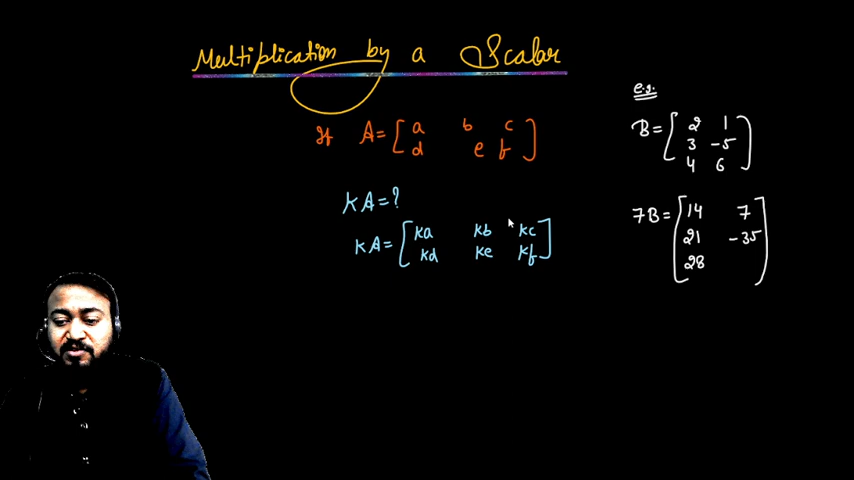 Multiplication by a Scalar
If A = [ a b c
d e f ]
kA = ?
kA = [ ka kb kc
kd ke kf ]
e.g.
B = [ 2 1
3 -5
4 6 ]
7B = [ 14 7
21 -35
28 ]